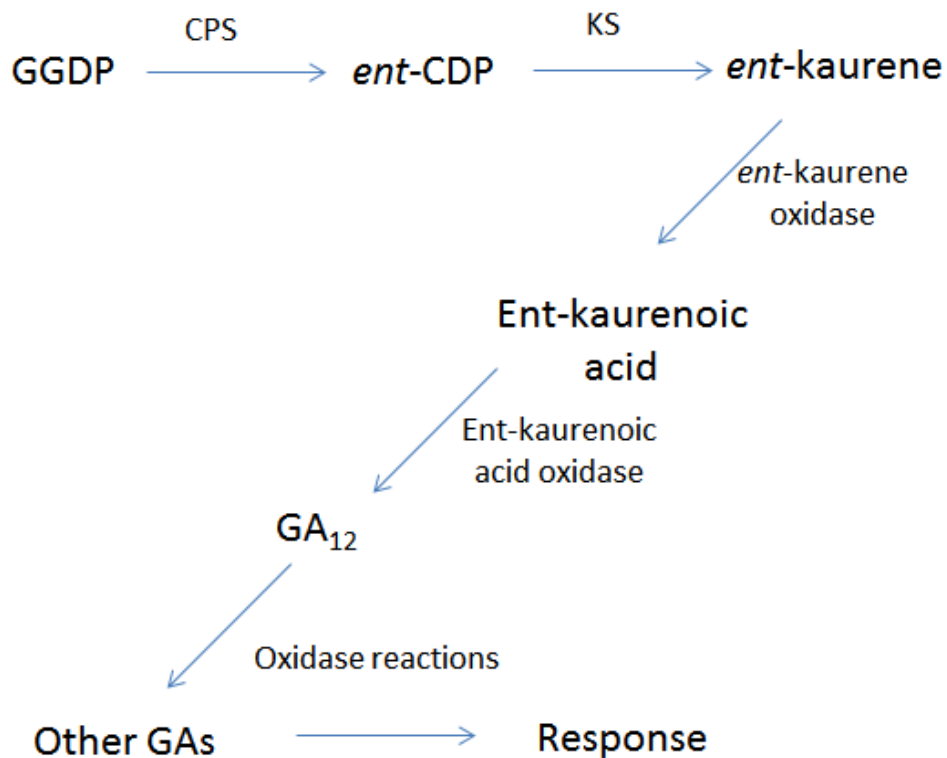 CPS
KS
GGDP
ent-CDP
ent-kaurene
ent-kaurene
oxidase
Ent-kaurenoic
acid
Ent-kaurenoic
acid oxidase
GA₁₂
Oxidase reactions
Other GAs
Response